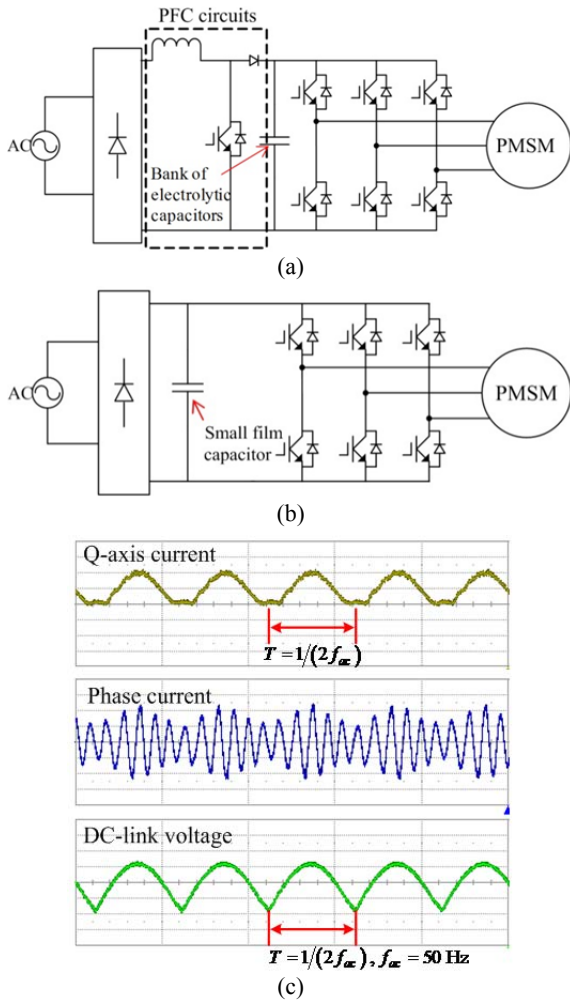 PFC circuits
AC
Bank of
electrolytic
capacitors
PMSM
(a)
AC
Small film
capacitor
PMSM
(b)
Q-axis current
T = 1/(2f_ac)
Phase current
DC-link voltage
T = 1/(2f_ac), f_ac = 50 Hz
(c)